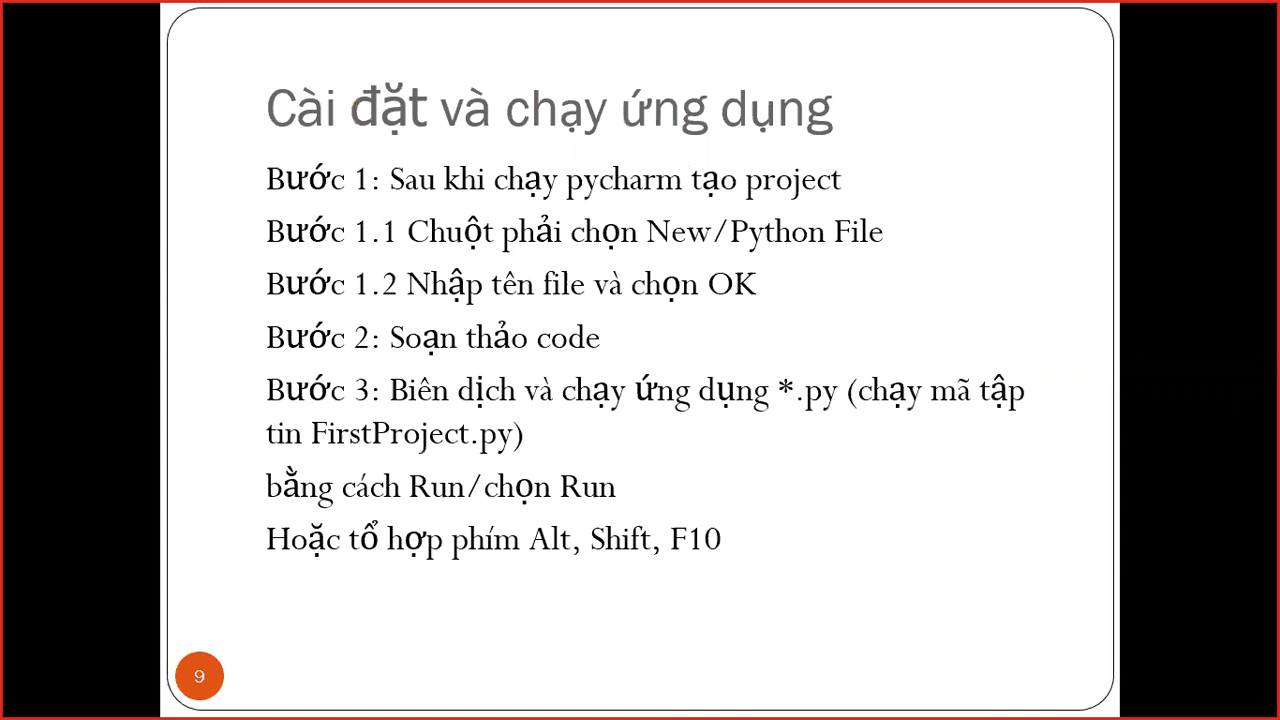 Cài đặt và chạy ứng dụng
Bước 1: Sau khi chạy pycharm tạo project
Bước 1.1 Chuột phải chọn New/Python File
Bước 1.2 Nhập tên file và chọn OK
Bước 2: Soạn thảo code
Bước 3: Biên dịch và chạy ứng dụng *.py (chạy mã tập
tin FirstProject.py)
bằng cách Run/chọn Run
Hoặc tổ hợp phím Alt, Shift, F10
9